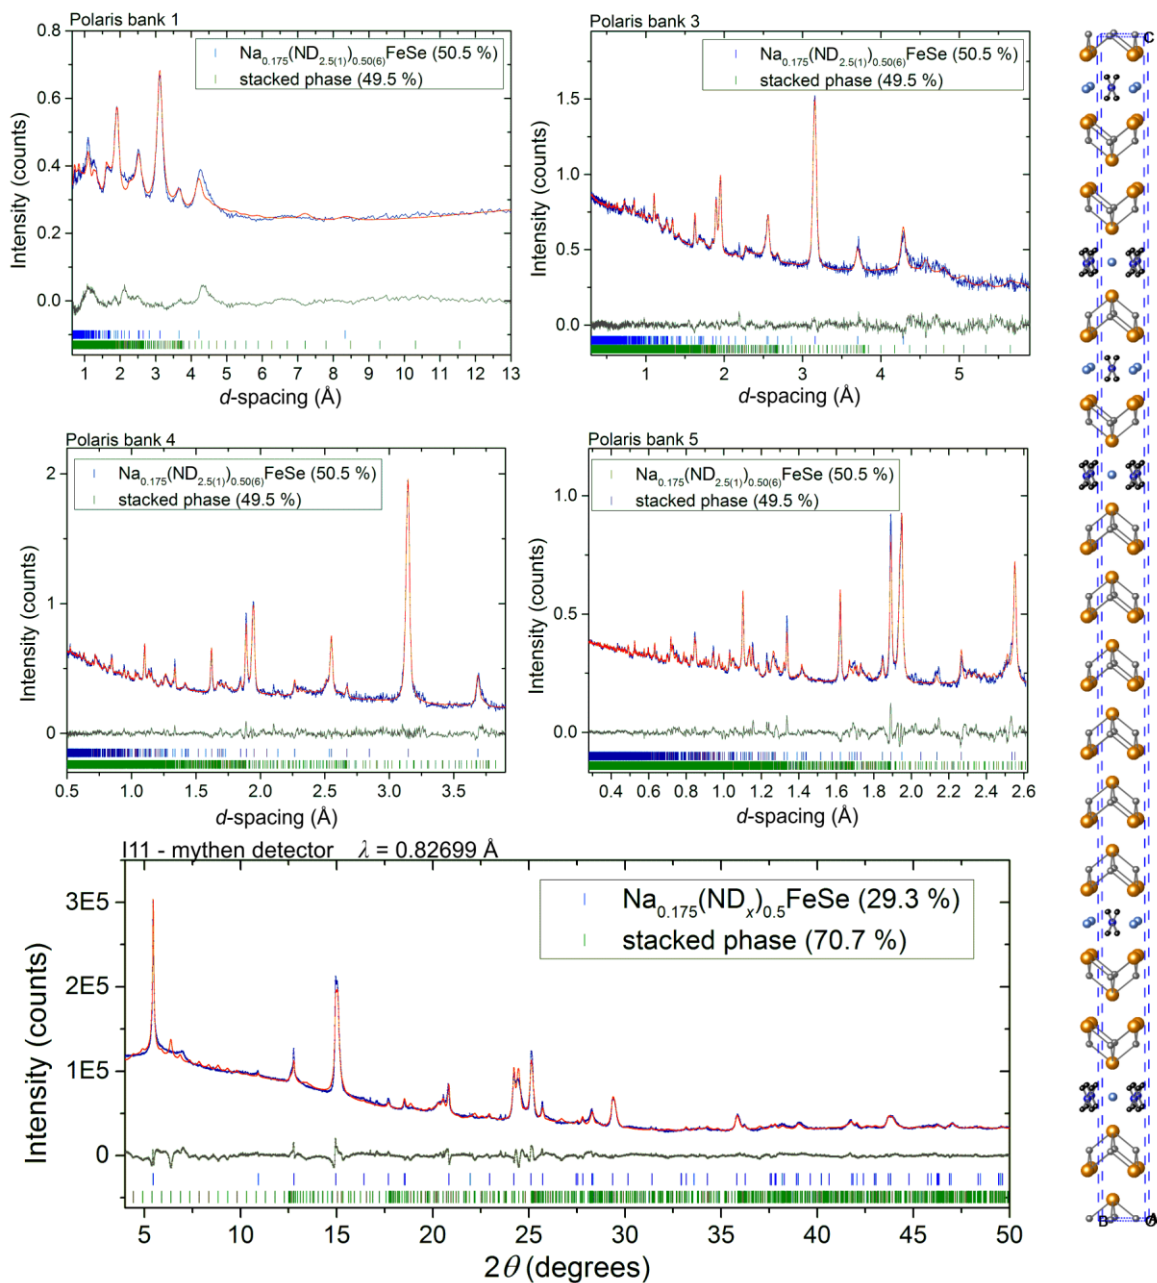 Polaris bank 1
Na0.175(ND2.5(1))0.50(6)FeSe (50.5 %)
stacked phase (49.5 %)
0.8
0.6
0.4
0.2
0.0
Intensity (counts)
1 2 3 4 5 6 7 8 9 10 11 12 13
d-spacing (Å)
Polaris bank 3
Na0.175(ND2.5(1))0.50(6)FeSe (50.5 %)
stacked phase (49.5 %)
1.5
1.0
0.5
0.0
Intensity (counts)
1 2 3 4 5
d-spacing (Å)
Polaris bank 4
Na0.175(ND2.5(1))0.50(6)FeSe (50.5 %)
stacked phase (49.5 %)
2
1
0
Intensity (counts)
0.5 1.0 1.5 2.0 2.5 3.0 3.5
d-spacing (Å)
Polaris bank 5
Na0.175(ND2.5(1))0.50(6)FeSe (50.5 %)
stacked phase (49.5 %)
1.0
0.5
0.0
Intensity (counts)
0.4 0.6 0.8 1.0 1.2 1.4 1.6 1.8 2.0 2.2 2.4 2.6
d-spacing (Å)
I11 - mythen detector λ = 0.82699 Å
Na0.175(NDx)0.5FeSe (29.3 %)
stacked phase (70.7 %)
3E5
2E5
1E5
0
Intensity (counts)
5 10 15 20 25 30 35 40 45 50
2θ (degrees)
C
B
A